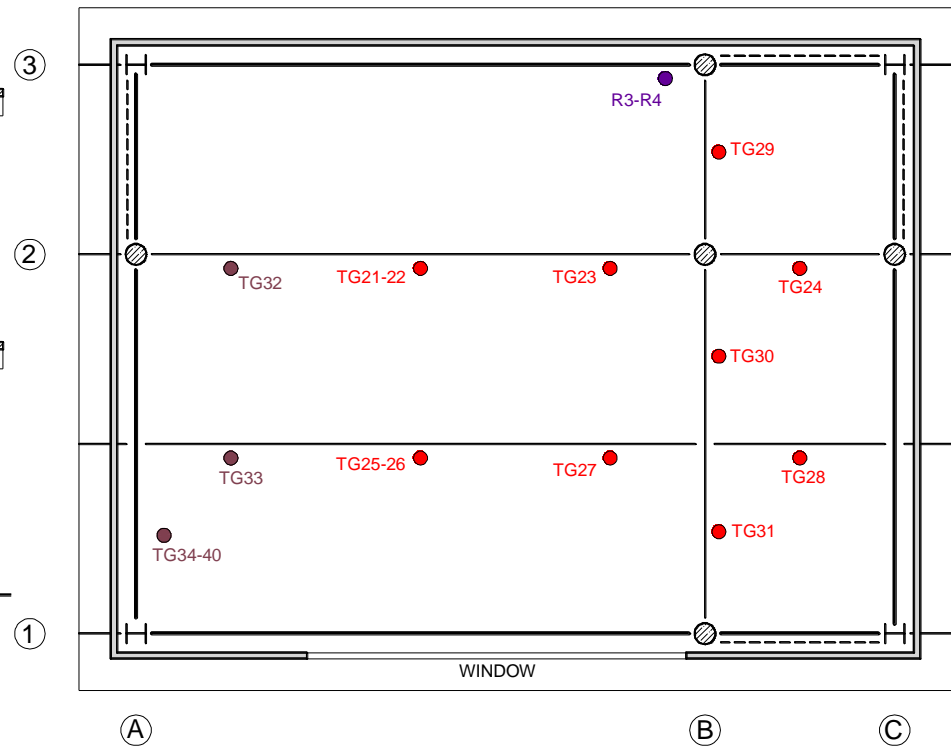 3
R3-R4
TG29
2
TG32
TG21-22
TG23
TG24
TG30
TG33
TG25-26
TG27
TG28
TG31
TG34-40
1
WINDOW
A
B
C